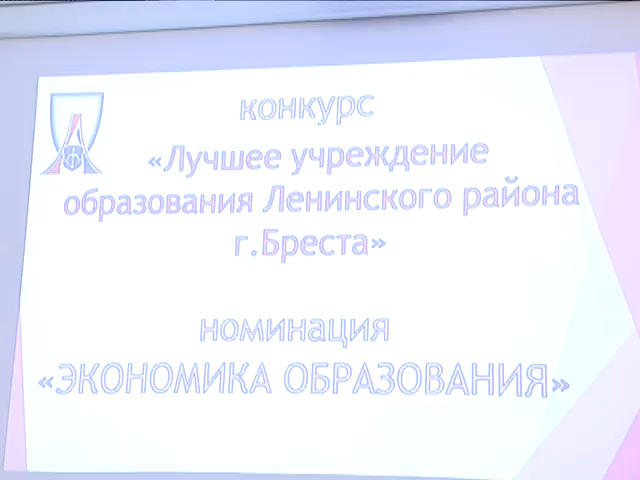 конкурс
«Лучшее учреждение
образования Ленинского района
г.Бреста»
номинация
«ЭКОНОМИКА ОБРАЗОВАНИЯ»